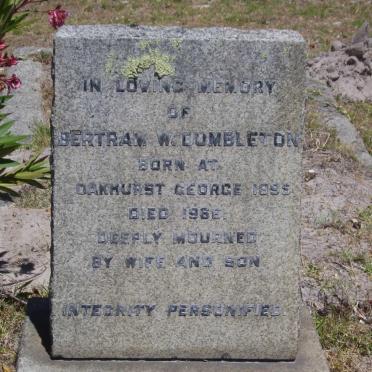 IN LOVING MEMORY
OF
BERTRAM W. DUMBLETON
BORN AT
OAKHURST GEORGE 1895
DIED 1966.
DEEPLY MOURNED
BY WIFE AND SON
INTEGRITY PERSONIFIED.